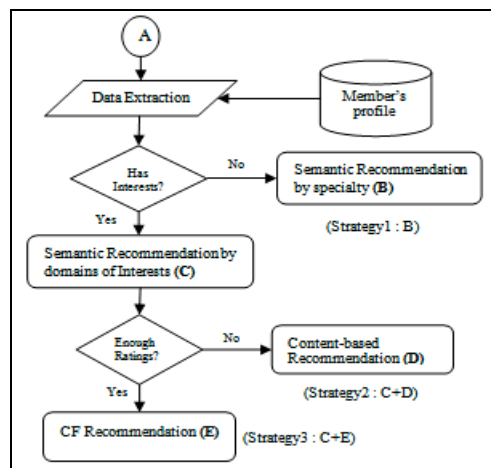 A
Data Extraction
Member's
profile
Has
Interests?
No
Semantic Recommendation
by specialty (B)
(Strategy1 : B)
Yes
Semantic Recommendation by
domains of Interests (C)
Enough
Ratings?
No
Content-based
Recommendation (D)
(Strategy2 : C+D)
Yes
CF Recommendation (E)
(Strategy3 : C+E)